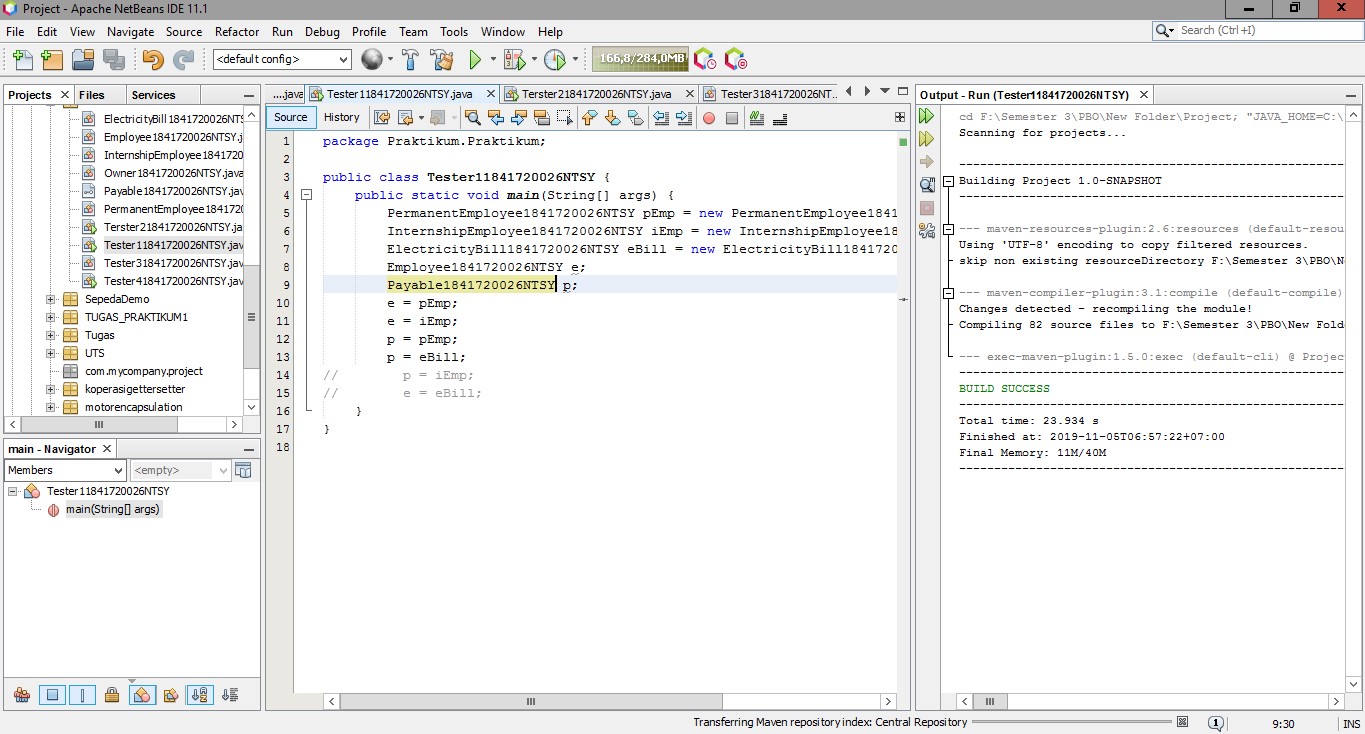 Project - Apache NetBeans IDE 11.1
File Edit View Navigate Source Refactor Run Debug Profile Team Tools Window Help
Search (Ctrl+I)
<default config>
166,8/284,0MB
Projects Files Services
ElectricityBill1841720026NTS
Employee1841720026NTSY.j
InternshipEmployee1841720
Owner1841720026NTSY.java
Payable1841720026NTSY.java
PermanentEmployee1841720
Terster21841720026NTSY.ja
Tester11841720026NTSY.jav
Tester31841720026NTSY.jav
Tester41841720026NTSY.jav
SepedaDemo
TUGAS_PRAKTIKUM1
Tugas
UTS
com.mycompany.project
koperasigettersetter
motorencapsulation
main - Navigator
Members
<empty>
Tester11841720026NTSY
main(String[] args)
....java
Tester11841720026NTSY.java
Terster21841720026NTSY.java
Tester31841720026NT...
Source History
1 package Praktikum.Praktikum;
2
3 public class Tester11841720026NTSY {
4 public static void main(String[] args) {
5 PermanentEmployee1841720026NTSY pEmp = new PermanentEmployee1841
6 InternshipEmployee1841720026NTSY iEmp = new InternshipEmployee18
7 ElectricityBill1841720026NTSY eBill = new ElectricityBill1841720
8 Employee1841720026NTSY e;
9 Payable1841720026NTSY p;
10 e = pEmp;
11 e = iEmp;
12 p = pEmp;
13 p = eBill;
14 // p = iEmp;
15 // e = eBill;
16 }
17 }
18
Output - Run (Tester11841720026NTSY)
cd F:\Semester 3\PBO\New Folder\Project; "JAVA_HOME=C:\
Scanning for projects...
------------------------------------------------
Building Project 1.0-SNAPSHOT
------------------------------------------------
--- maven-resources-plugin:2.6:resources (default-resou
Using 'UTF-8' encoding to copy filtered resources.
skip non existing resourceDirectory F:\Semester 3\PBO\N
--- maven-compiler-plugin:3.1:compile (default-compile)
Changes detected - recompiling the module!
Compiling 82 source files to F:\Semester 3\PBO\New Fold
--- exec-maven-plugin:1.5.0:exec (default-cli) @ Projec
------------------------------------------------
BUILD SUCCESS
------------------------------------------------
Total time: 23.934 s
Finished at: 2019-11-05T06:57:22+07:00
Final Memory: 11M/40M
------------------------------------------------
Transferring Maven repository index: Central Repository
1
9:30
INS